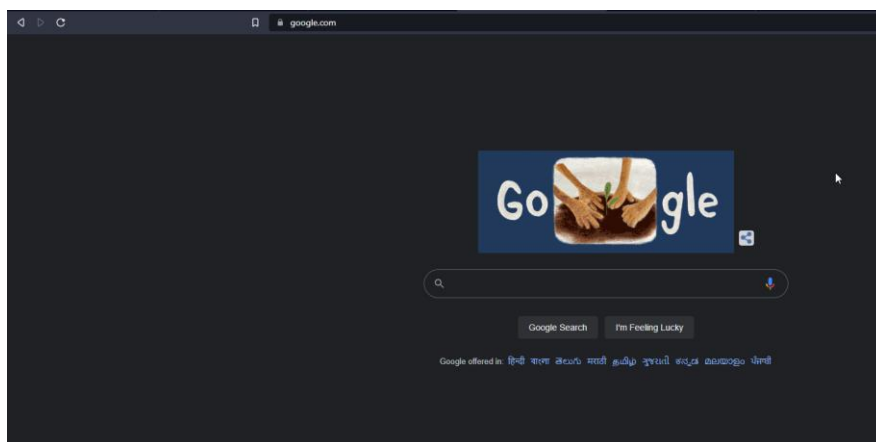 google.com
Go gle
Google Search I'm Feeling Lucky
Google offered in: हिन्दी বাংলা తెలుగు मराठी தமிழ் ગુજરાતી ಕನ್ನಡ മലയാളം ਪੰਜਾਬੀ